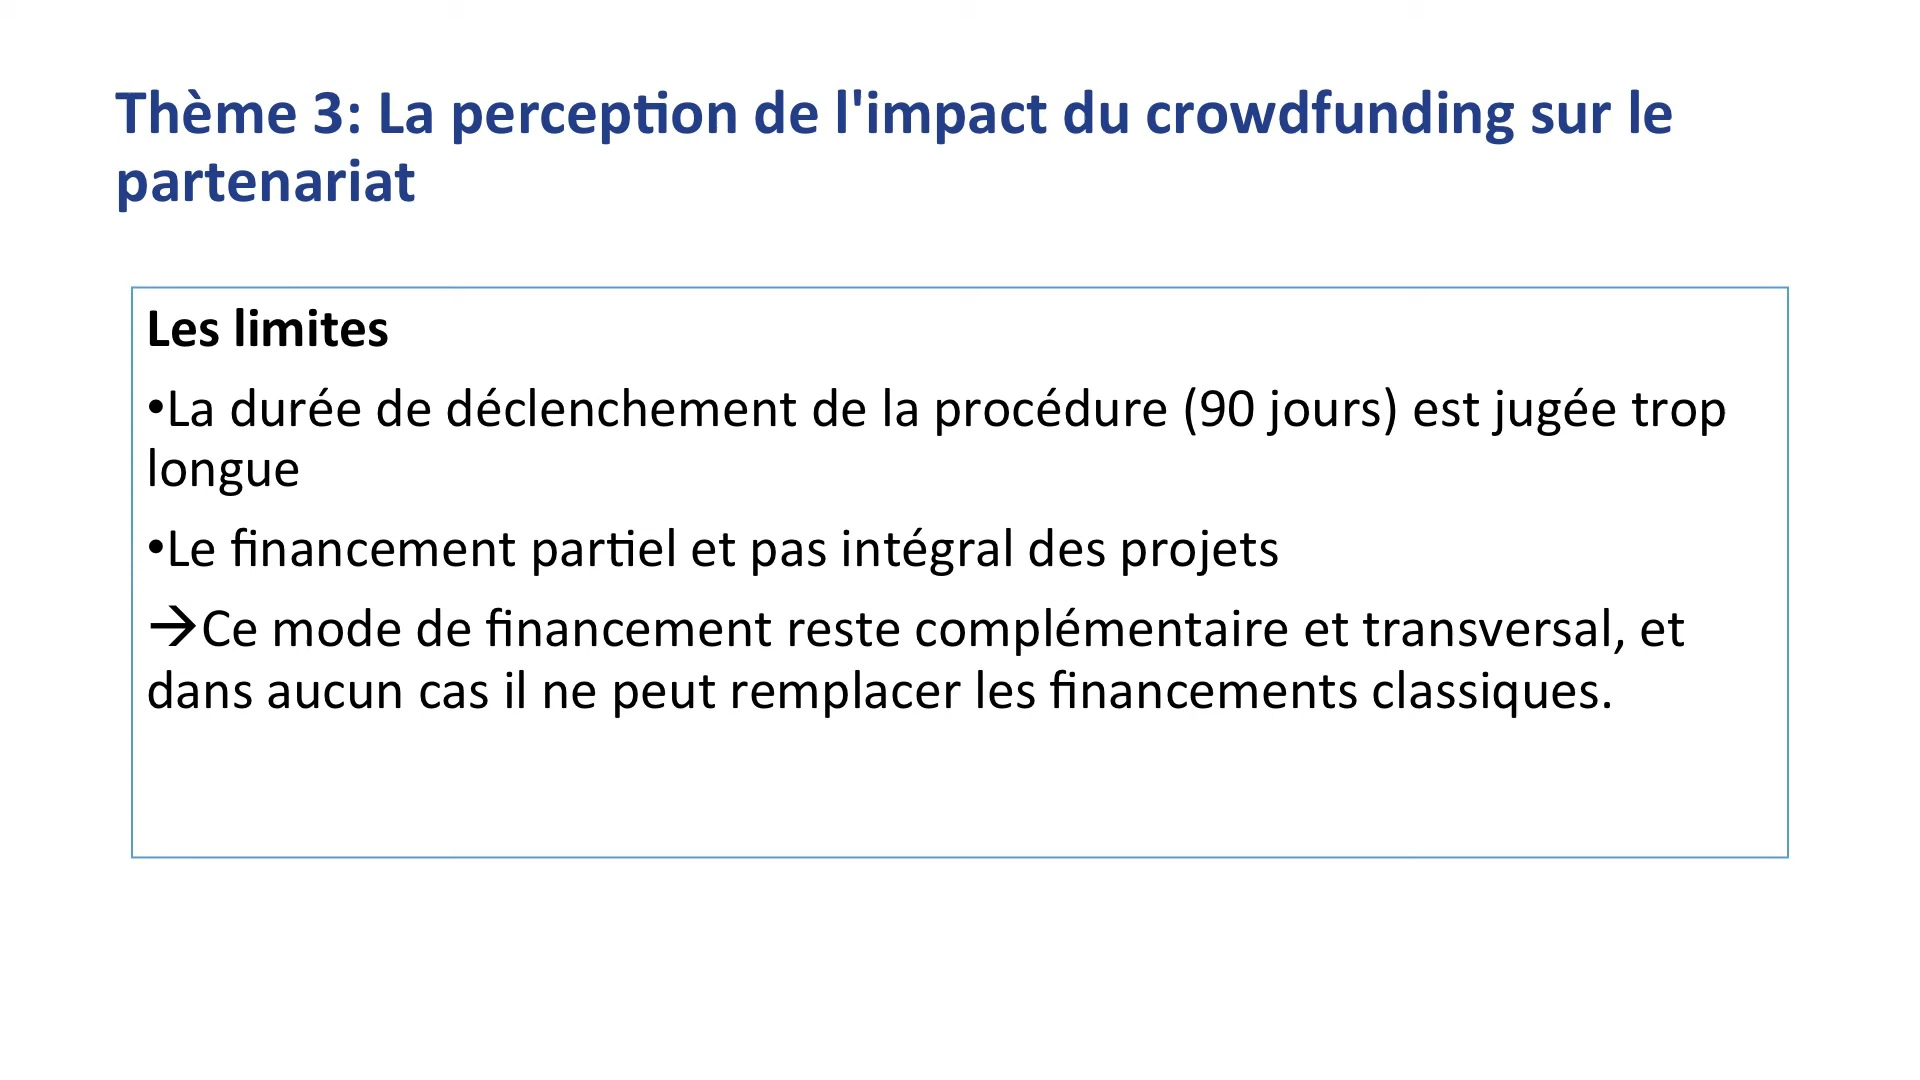 Thème 3: La perception de l'impact du crowdfunding sur le
partenariat
Les limites
•La durée de déclenchement de la procédure (90 jours) est jugée trop
longue
•Le financement partiel et pas intégral des projets
→Ce mode de financement reste complémentaire et transversal, et
dans aucun cas il ne peut remplacer les financements classiques.